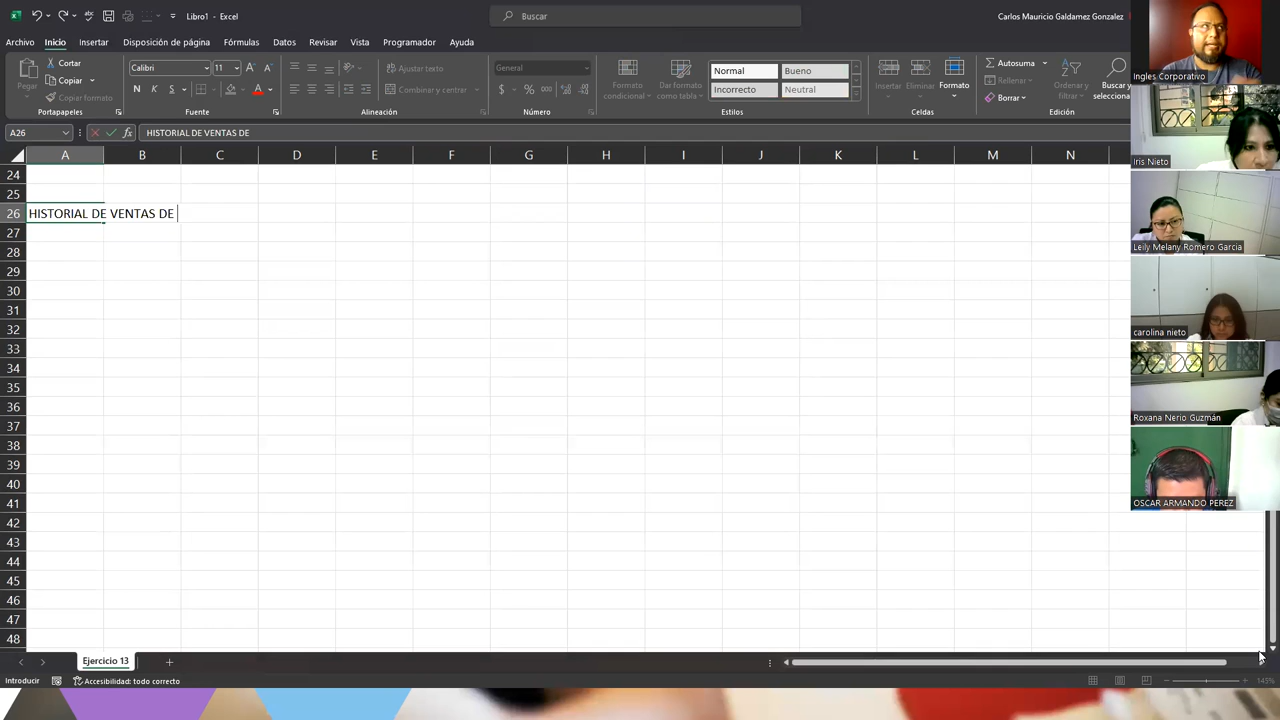 Libro1 - Excel
Buscar
Carlos Mauricio Galdamez Gonzalez
Archivo Inicio Insertar Disposición de página Fórmulas Datos Revisar Vista Programador Ayuda
Pegar
Cortar
Copiar
Copiar formato
Portapapeles
Calibri 11
N K S
Fuente
Ajustar texto
Combinar y centrar
Alineación
General
% 000
Número
Formato condicional
Dar formato como tabla
Normal Bueno
Incorrecto Neutral
Estilos
Insertar Eliminar Formato
Celdas
Autosuma
Rellenar
Borrar
Ordenar y filtrar
Buscar y selecciona
Edición
A26 fx HISTORIAL DE VENTAS DE
A B C D E F G H I J K L M N
24
25
26 HISTORIAL DE VENTAS DE
27
28
29
30
31
32
33
34
35
36
37
38
39
40
41
42
43
44
45
46
47
48
Ejercicio 13
Introducir Accesibilidad: todo correcto 145%
Ingles Corporativo
Iris Nieto
Leily Melany Romero Garcia
carolina nieto
Roxana Nerio Guzmán
OSCAR ARMANDO PEREZ